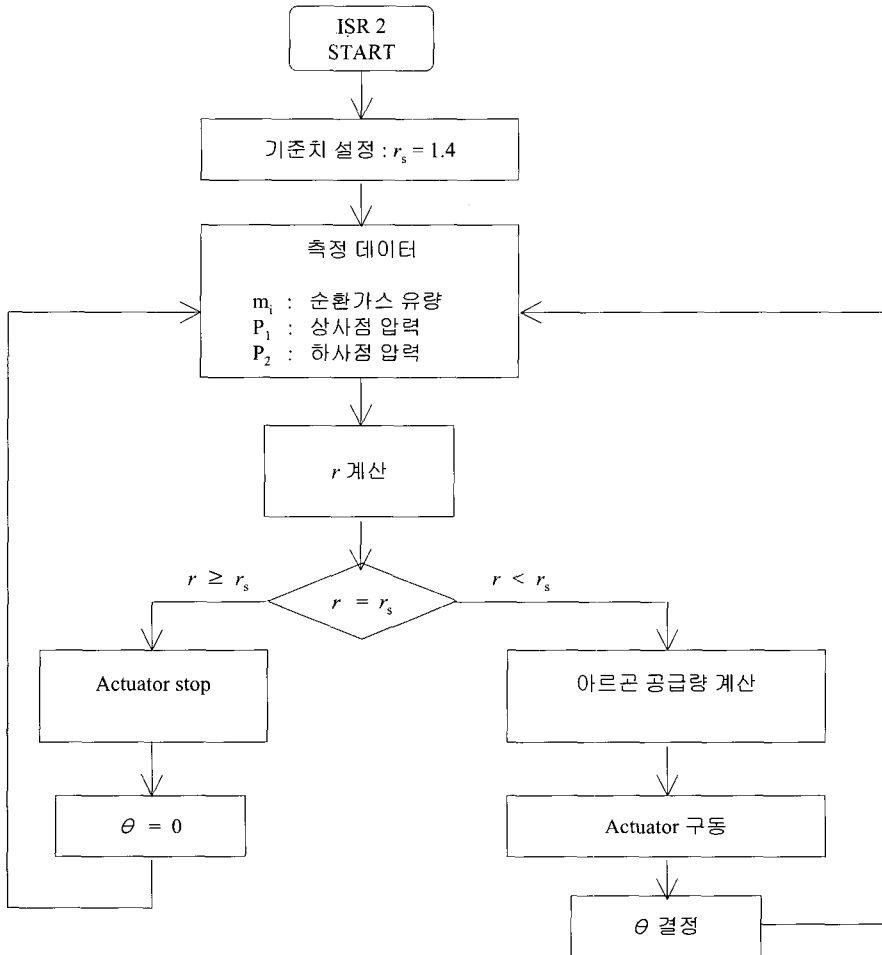 ISR 2
START
기준치 설정 : rₛ = 1.4
측정 데이터
mᵢ : 순환가스 유량
P₁ : 상사점 압력
P₂ : 하사점 압력
r 계산
r ≥ rₛ
r = rₛ
r < rₛ
Actuator stop
아르곤 공급량 계산
θ = 0
Actuator 구동
θ 결정